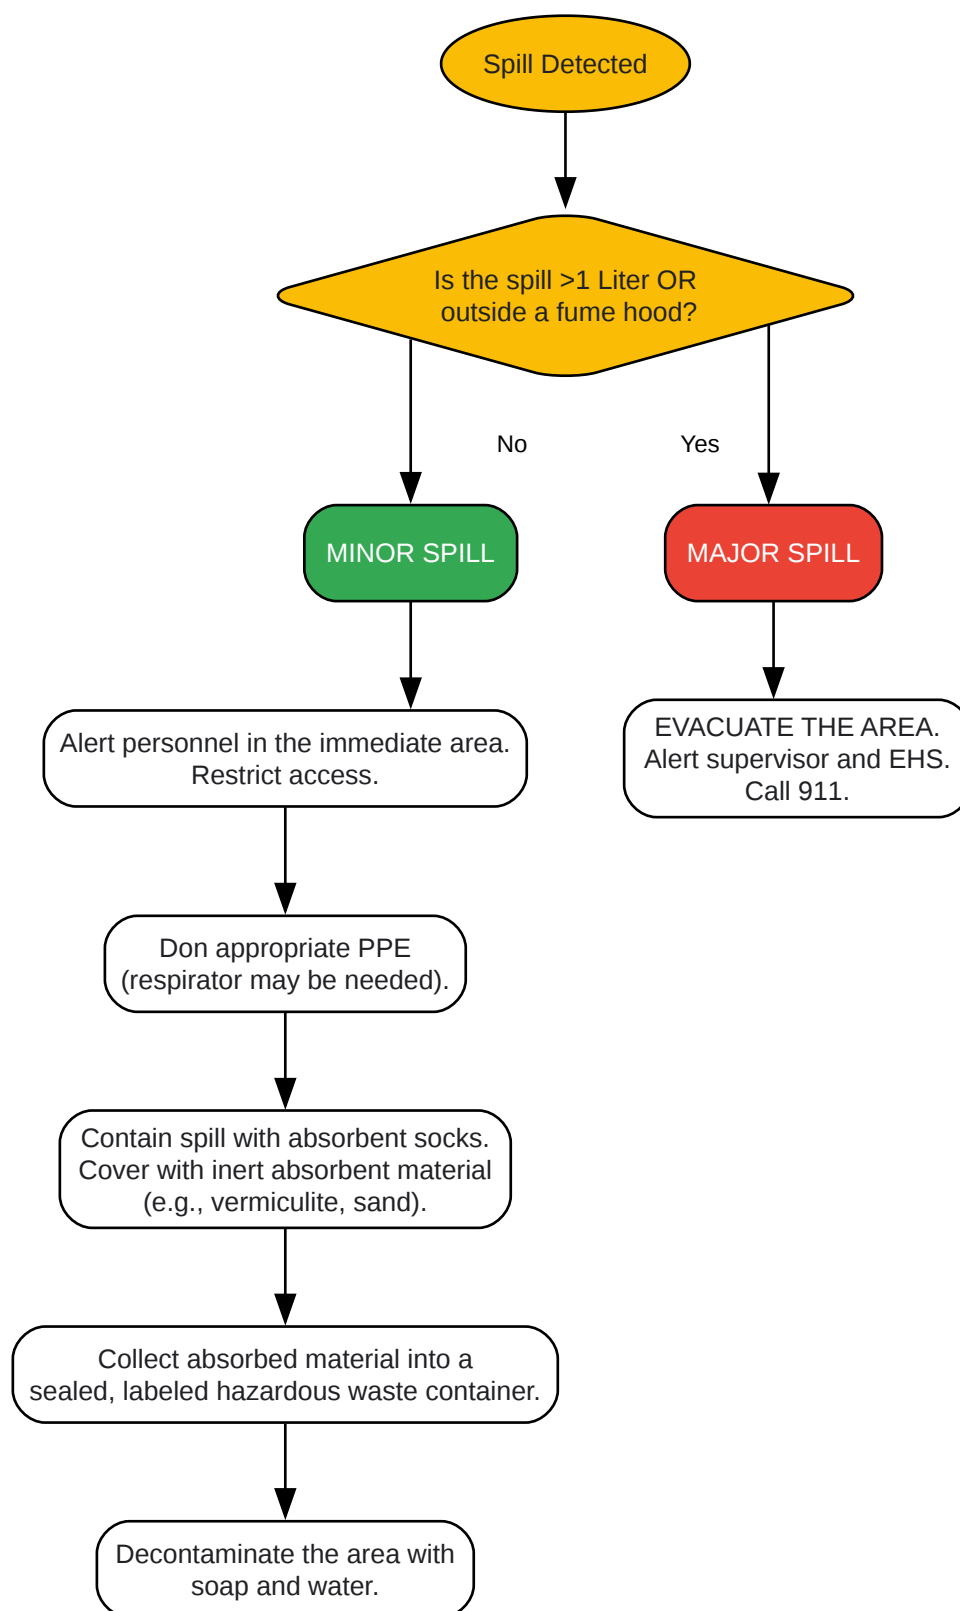 Spill Detected
Is the spill >1 Liter OR
outside a fume hood?
No
Yes
MINOR SPILL
MAJOR SPILL
Alert personnel in the immediate area.
Restrict access.
EVACUATE THE AREA.
Alert supervisor and EHS.
Call 911.
Don appropriate PPE
(respirator may be needed).
Contain spill with absorbent socks.
Cover with inert absorbent material
(e.g., vermiculite, sand).
Collect absorbed material into a
sealed, labeled hazardous waste container.
Decontaminate the area with
soap and water.